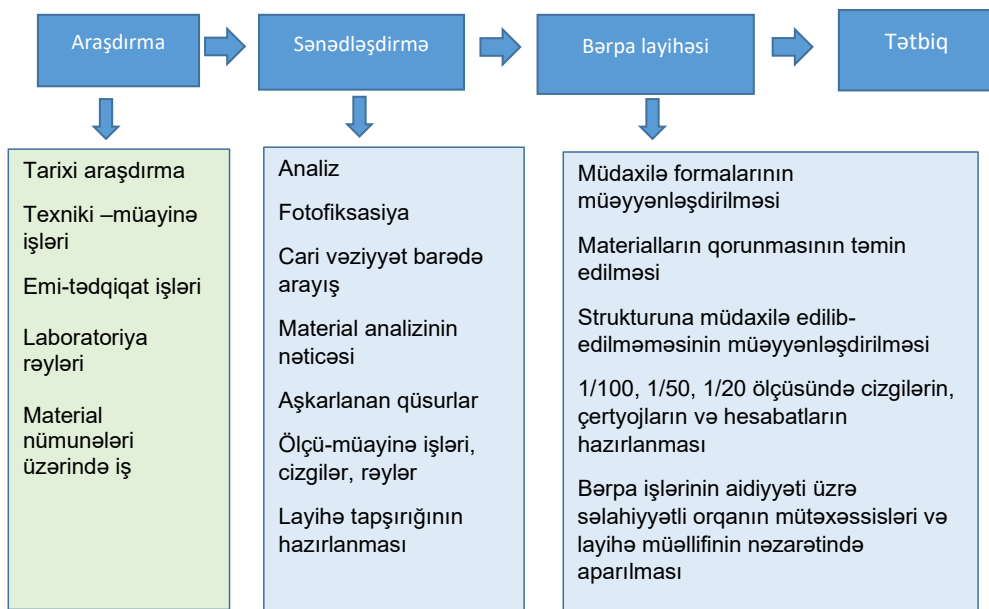 Araşdırma
Sənədləşdirmə
Bərpa layihəsi
Tətbiq
Tarixi araşdırma
Texniki –müayinə
işləri
Emi-tədqiqat işləri
Laboratoriya
rəyləri
Material
nümunələri
üzərində iş
Analiz
Fotofiksasiya
Cari vəziyyət barədə
arayış
Material analizinin
nəticəsi
Aşkarlanan qüsurlar
Ölçü-müayinə işləri,
cizgilər, rəylər
Layihə tapşırığının
hazırlanması
Müdaxilə formalarının
müəyyənləşdirilməsi
Materialların qorunmasının təmin
edilməsi
Strukturuna müdaxilə edilib-
edilməməsinin müəyyənləşdirilməsi
1/100, 1/50, 1/20 ölçüsündə cizgilərin,
çertyojların və hesabatların
hazırlanması
Bərpa işlərinin aidiyyəti üzrə
səlahiyyətli orqanın mütəxəssisləri və
layihə müəllifinin nəzarətində
aparılması